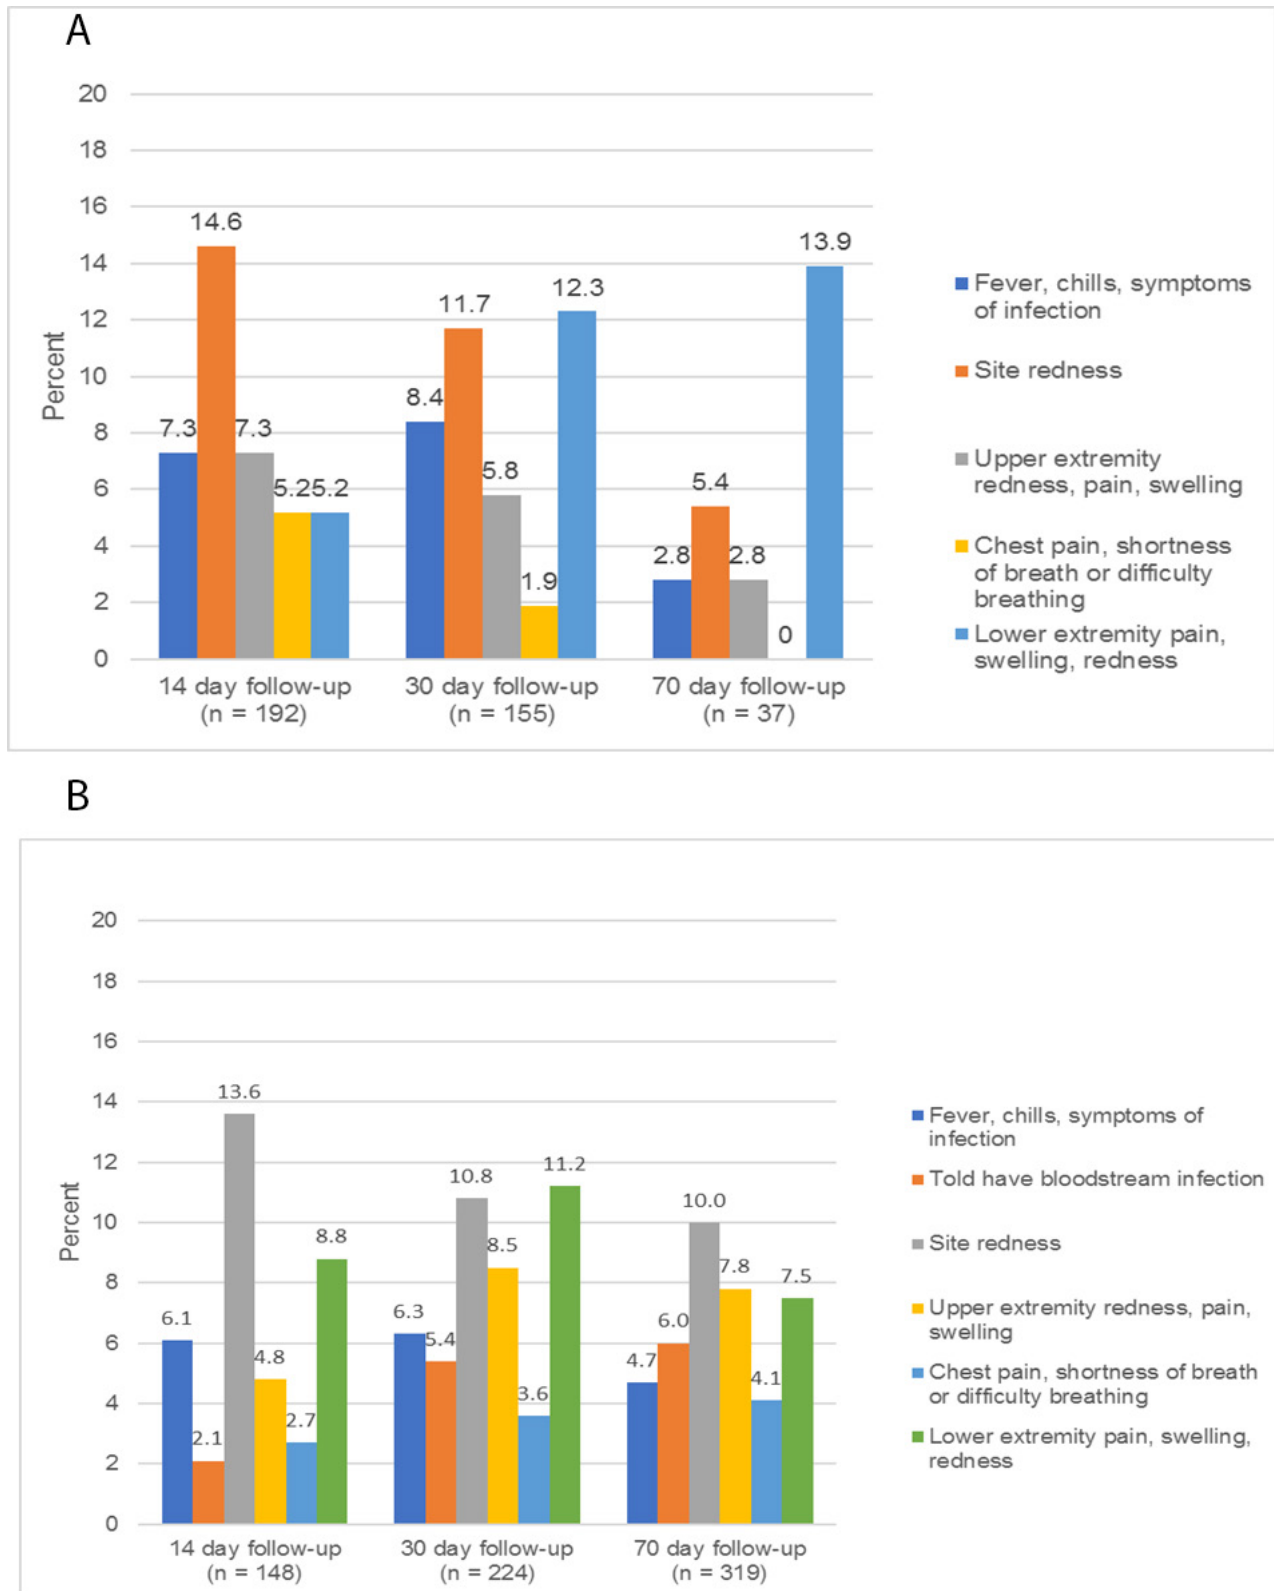 A
20
18
16
14
12
10
8
6
4
2
0
Percent
7.3
14.6
7.3
5.2
5.2
8.4
11.7
5.8
1.9
12.3
2.8
5.4
2.8
0
13.9
14 day follow-up
(n = 192)
30 day follow-up
(n = 155)
70 day follow-up
(n = 37)
Fever, chills, symptoms
of infection
Site redness
Upper extremity
redness, pain, swelling
Chest pain, shortness
of breath or difficulty
breathing
Lower extremity pain,
swelling, redness
B
20
18
16
14
12
10
8
6
4
2
0
Percent
6.1
2.1
13.6
4.8
2.7
8.8
6.3
5.4
10.8
8.5
3.6
11.2
4.7
6.0
10.0
7.8
4.1
7.5
14 day follow-up
(n = 148)
30 day follow-up
(n = 224)
70 day follow-up
(n = 319)
Fever, chills, symptoms of
infection
Told have bloodstream infection
Site redness
Upper extremity redness, pain,
swelling
Chest pain, shortness of breath
or difficulty breathing
Lower extremity pain, swelling,
redness